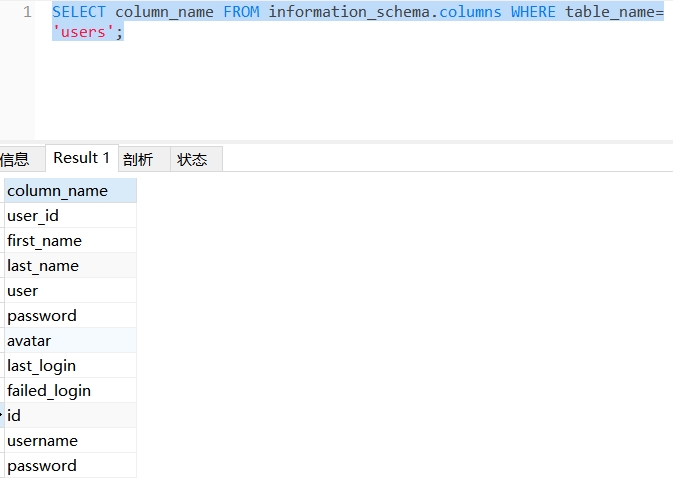 1 SELECT column_name FROM information_schema.columns WHERE table_name=
'users';
信息 Result 1 剖析 状态
column_name
user_id
first_name
last_name
user
password
avatar
last_login
failed_login
id
username
password